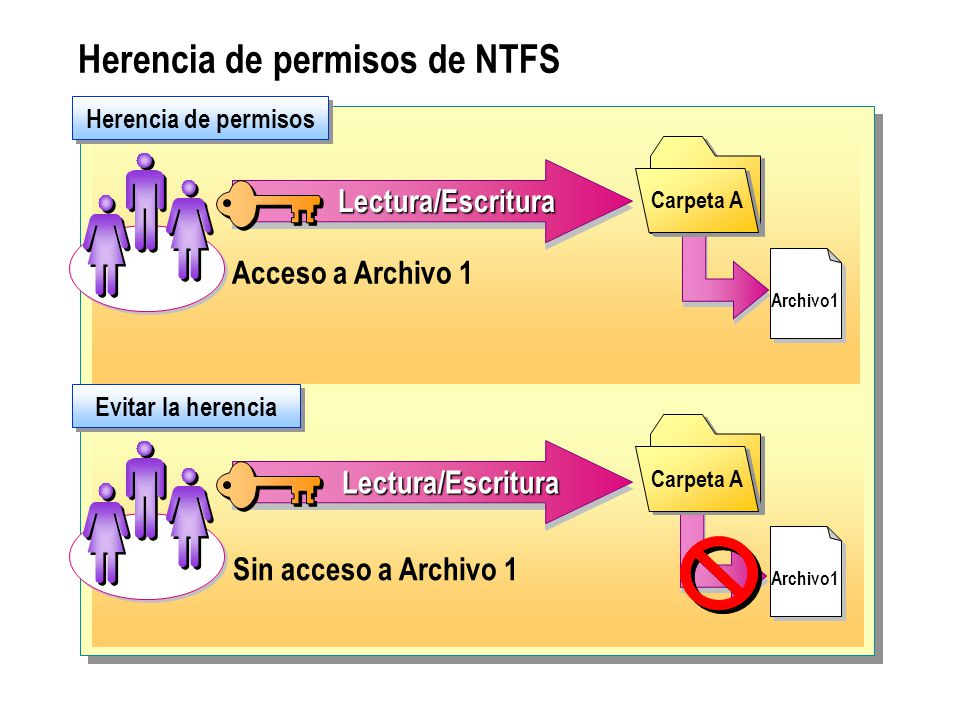 Herencia de permisos de NTFS
Herencia de permisos
Lectura/Escritura
Carpeta A
Acceso a Archivo 1
Archivo1
Evitar la herencia
Lectura/Escritura
Carpeta A
Sin acceso a Archivo 1
Archivo1